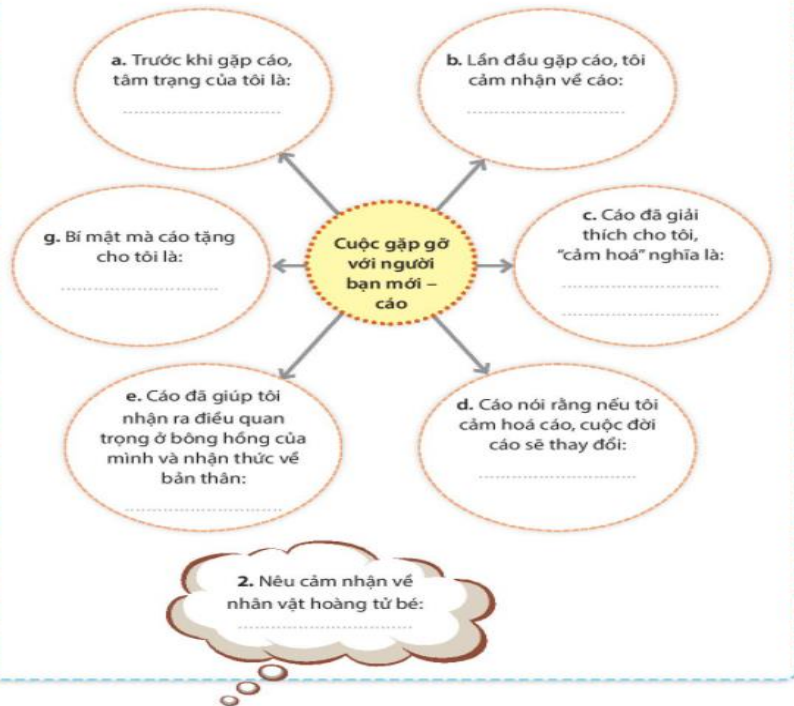 a. Trước khi gặp cáo,
tâm trạng của tôi là:
................................
b. Lần đầu gặp cáo, tôi
cảm nhận về cáo:
................................
g. Bí mật mà cáo tặng
cho tôi là:
................................
Cuộc gặp gỡ
với người
bạn mới –
cáo
c. Cáo đã giải
thích cho tôi,
“cảm hoá” nghĩa là:
................................
................................
e. Cáo đã giúp tôi
nhận ra điều quan
trọng ở bông hồng của
mình và nhận thức về
bản thân:
................................
d. Cáo nói rằng nếu tôi
cảm hoá cáo, cuộc đời
cáo sẽ thay đổi:
................................
2. Nêu cảm nhận về
nhân vật hoàng tử bé:
................................